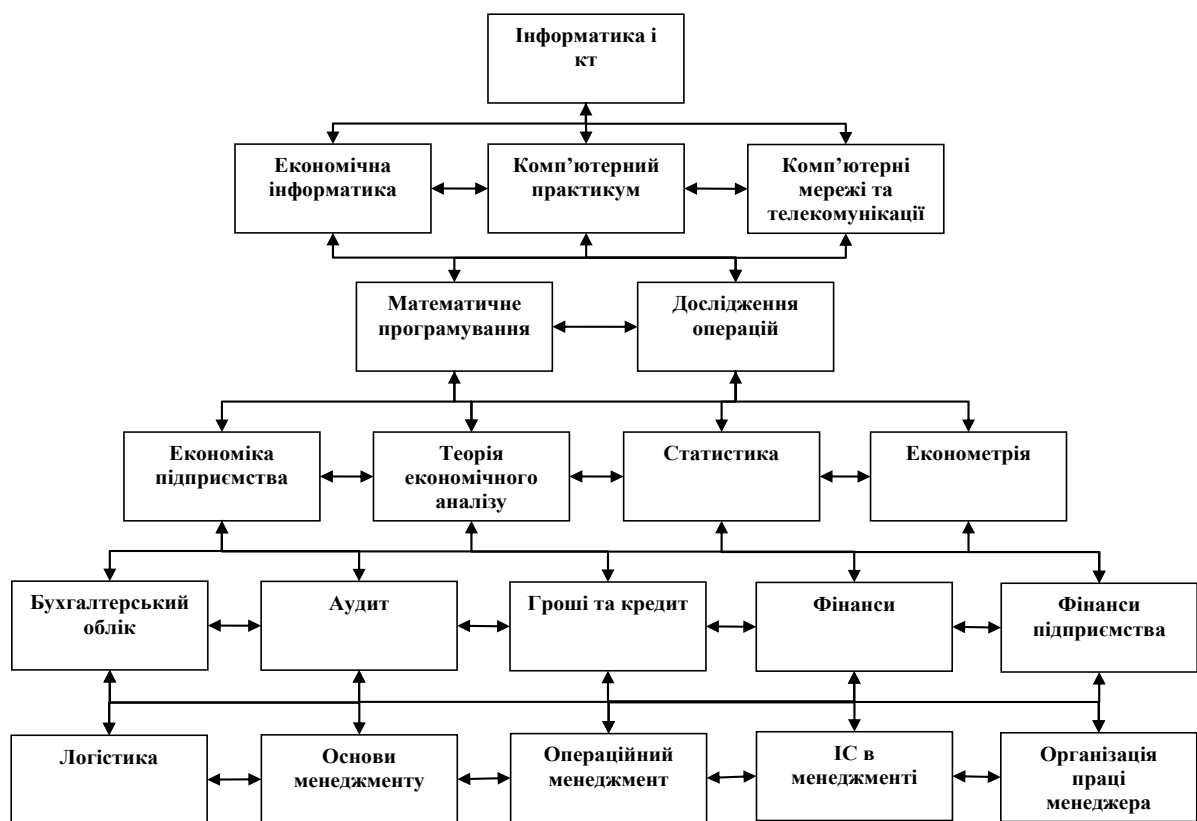 Інформатика і
кт
Економічна
інформатика
Комп’ютерний
практикум
Комп’ютерні
мережі та
телекомунікації
Математичне
програмування
Дослідження
операцій
Економіка
підприємства
Теорія
економічного
аналізу
Статистика
Економетрія
Бухгалтерський
облік
Аудит
Гроші та кредит
Фінанси
Фінанси
підприємства
Логістика
Основи
менеджменту
Операційний
менеджмент
ІС в
менеджменті
Організація
праці
менеджера